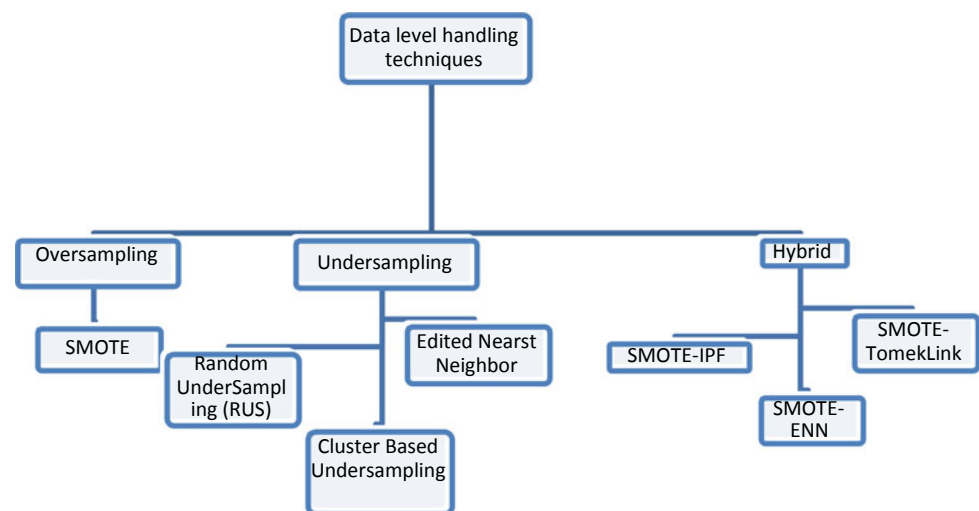 Data level handling
techniques
Oversampling
Undersampling
Hybrid
SMOTE
Random
UnderSampl
ing (RUS)
Edited Nearst
Neighbor
Cluster Based
Undersampling
SMOTE-IPF
SMOTE-
TomekLink
SMOTE-
ENN